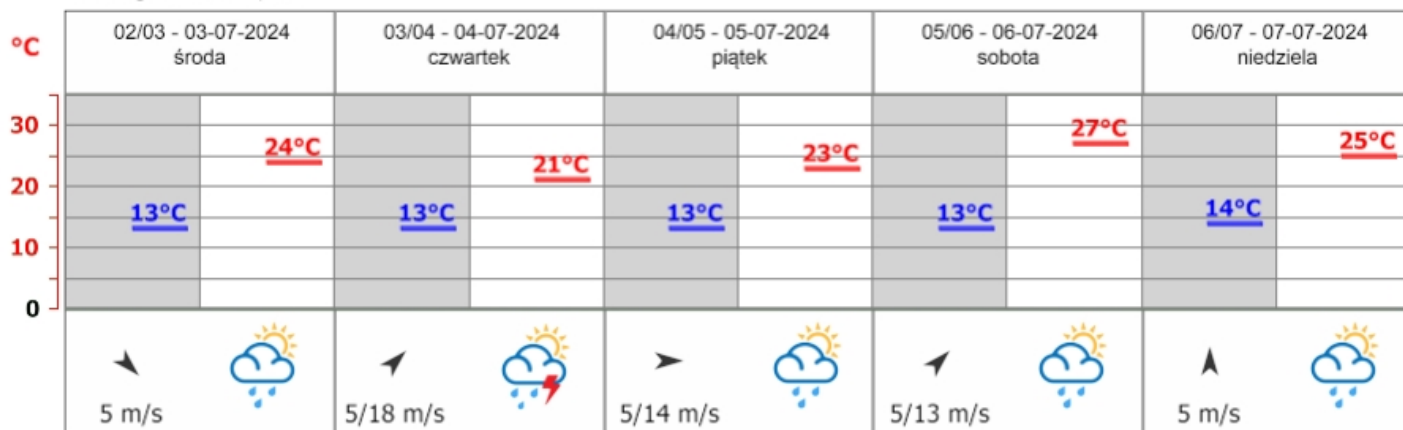 02/03 - 03-07-2024
środa
03/04 - 04-07-2024
czwartek
04/05 - 05-07-2024
piątek
05/06 - 06-07-2024
sobota
06/07 - 07-07-2024
niedziela
°C
30
20
10
0
24°C
21°C
23°C
27°C
25°C
13°C
13°C
13°C
13°C
14°C
5 m/s
5/18 m/s
5/14 m/s
5/13 m/s
5 m/s